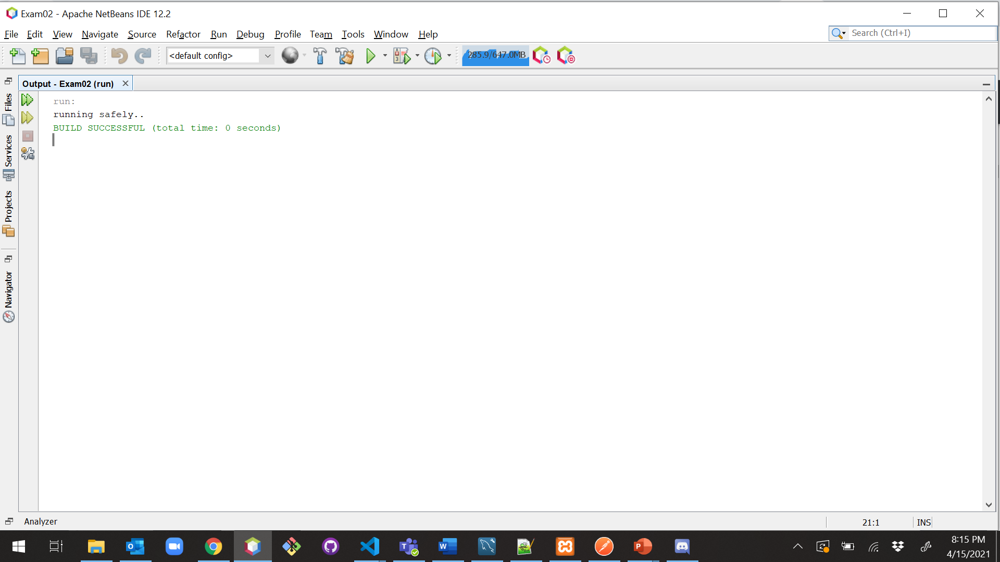 Exam02 - Apache NetBeans IDE 12.2
File Edit View Navigate Source Refactor Run Debug Profile Team Tools Window Help
Search (Ctrl+I)
<default config>
285.9/647.0MB
Output - Exam02 (run)
run:
running safely..
BUILD SUCCESSFUL (total time: 0 seconds)
Files
Services
Projects
Navigator
Analyzer
21:1
INS
8:15 PM
4/15/2021